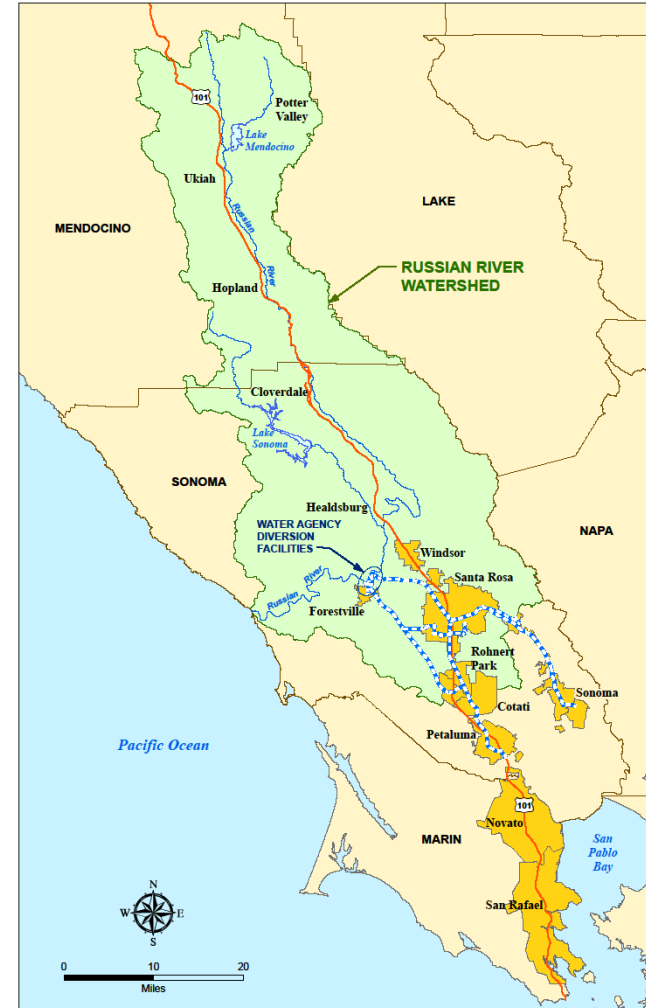 101
Potter
Valley
Lake
Mendocino
Ukiah
LAKE
Russian
MENDOCINO
River
RUSSIAN RIVER
WATERSHED
Hopland
Cloverdale
Lake
Sonoma
SONOMA
Healdsburg
NAPA
WATER AGENCY
DIVERSION
FACILITIES
Windsor
Santa Rosa
Russian River
Forestville
Rohnert
Park
Sonoma
Cotati
Petaluma
Pacific Ocean
101
Novato
MARIN
San
Pablo
Bay
San Rafael
N
W E
S
0 10 20
Miles